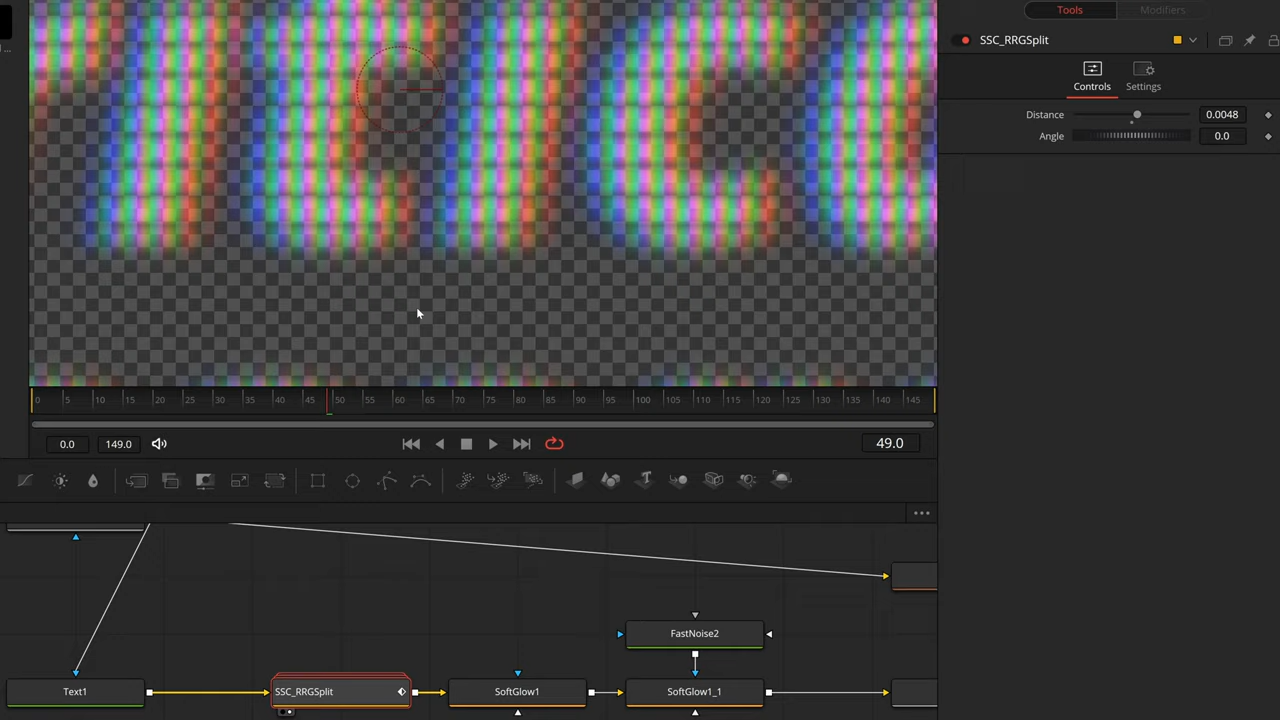 Tools Modifiers
SSC_RRGSplit
Controls Settings
Distance 0.0048
Angle 0.0
0 5 10 15 20 25 30 35 40 45 50 55 60 65 70 75 80 85 90 95 100 105 110 115 120 125 130 135 140 145
0.0 149.0 49.0
FastNoise2
Text1 SSC_RRGSplit SoftGlow1 SoftGlow1_1